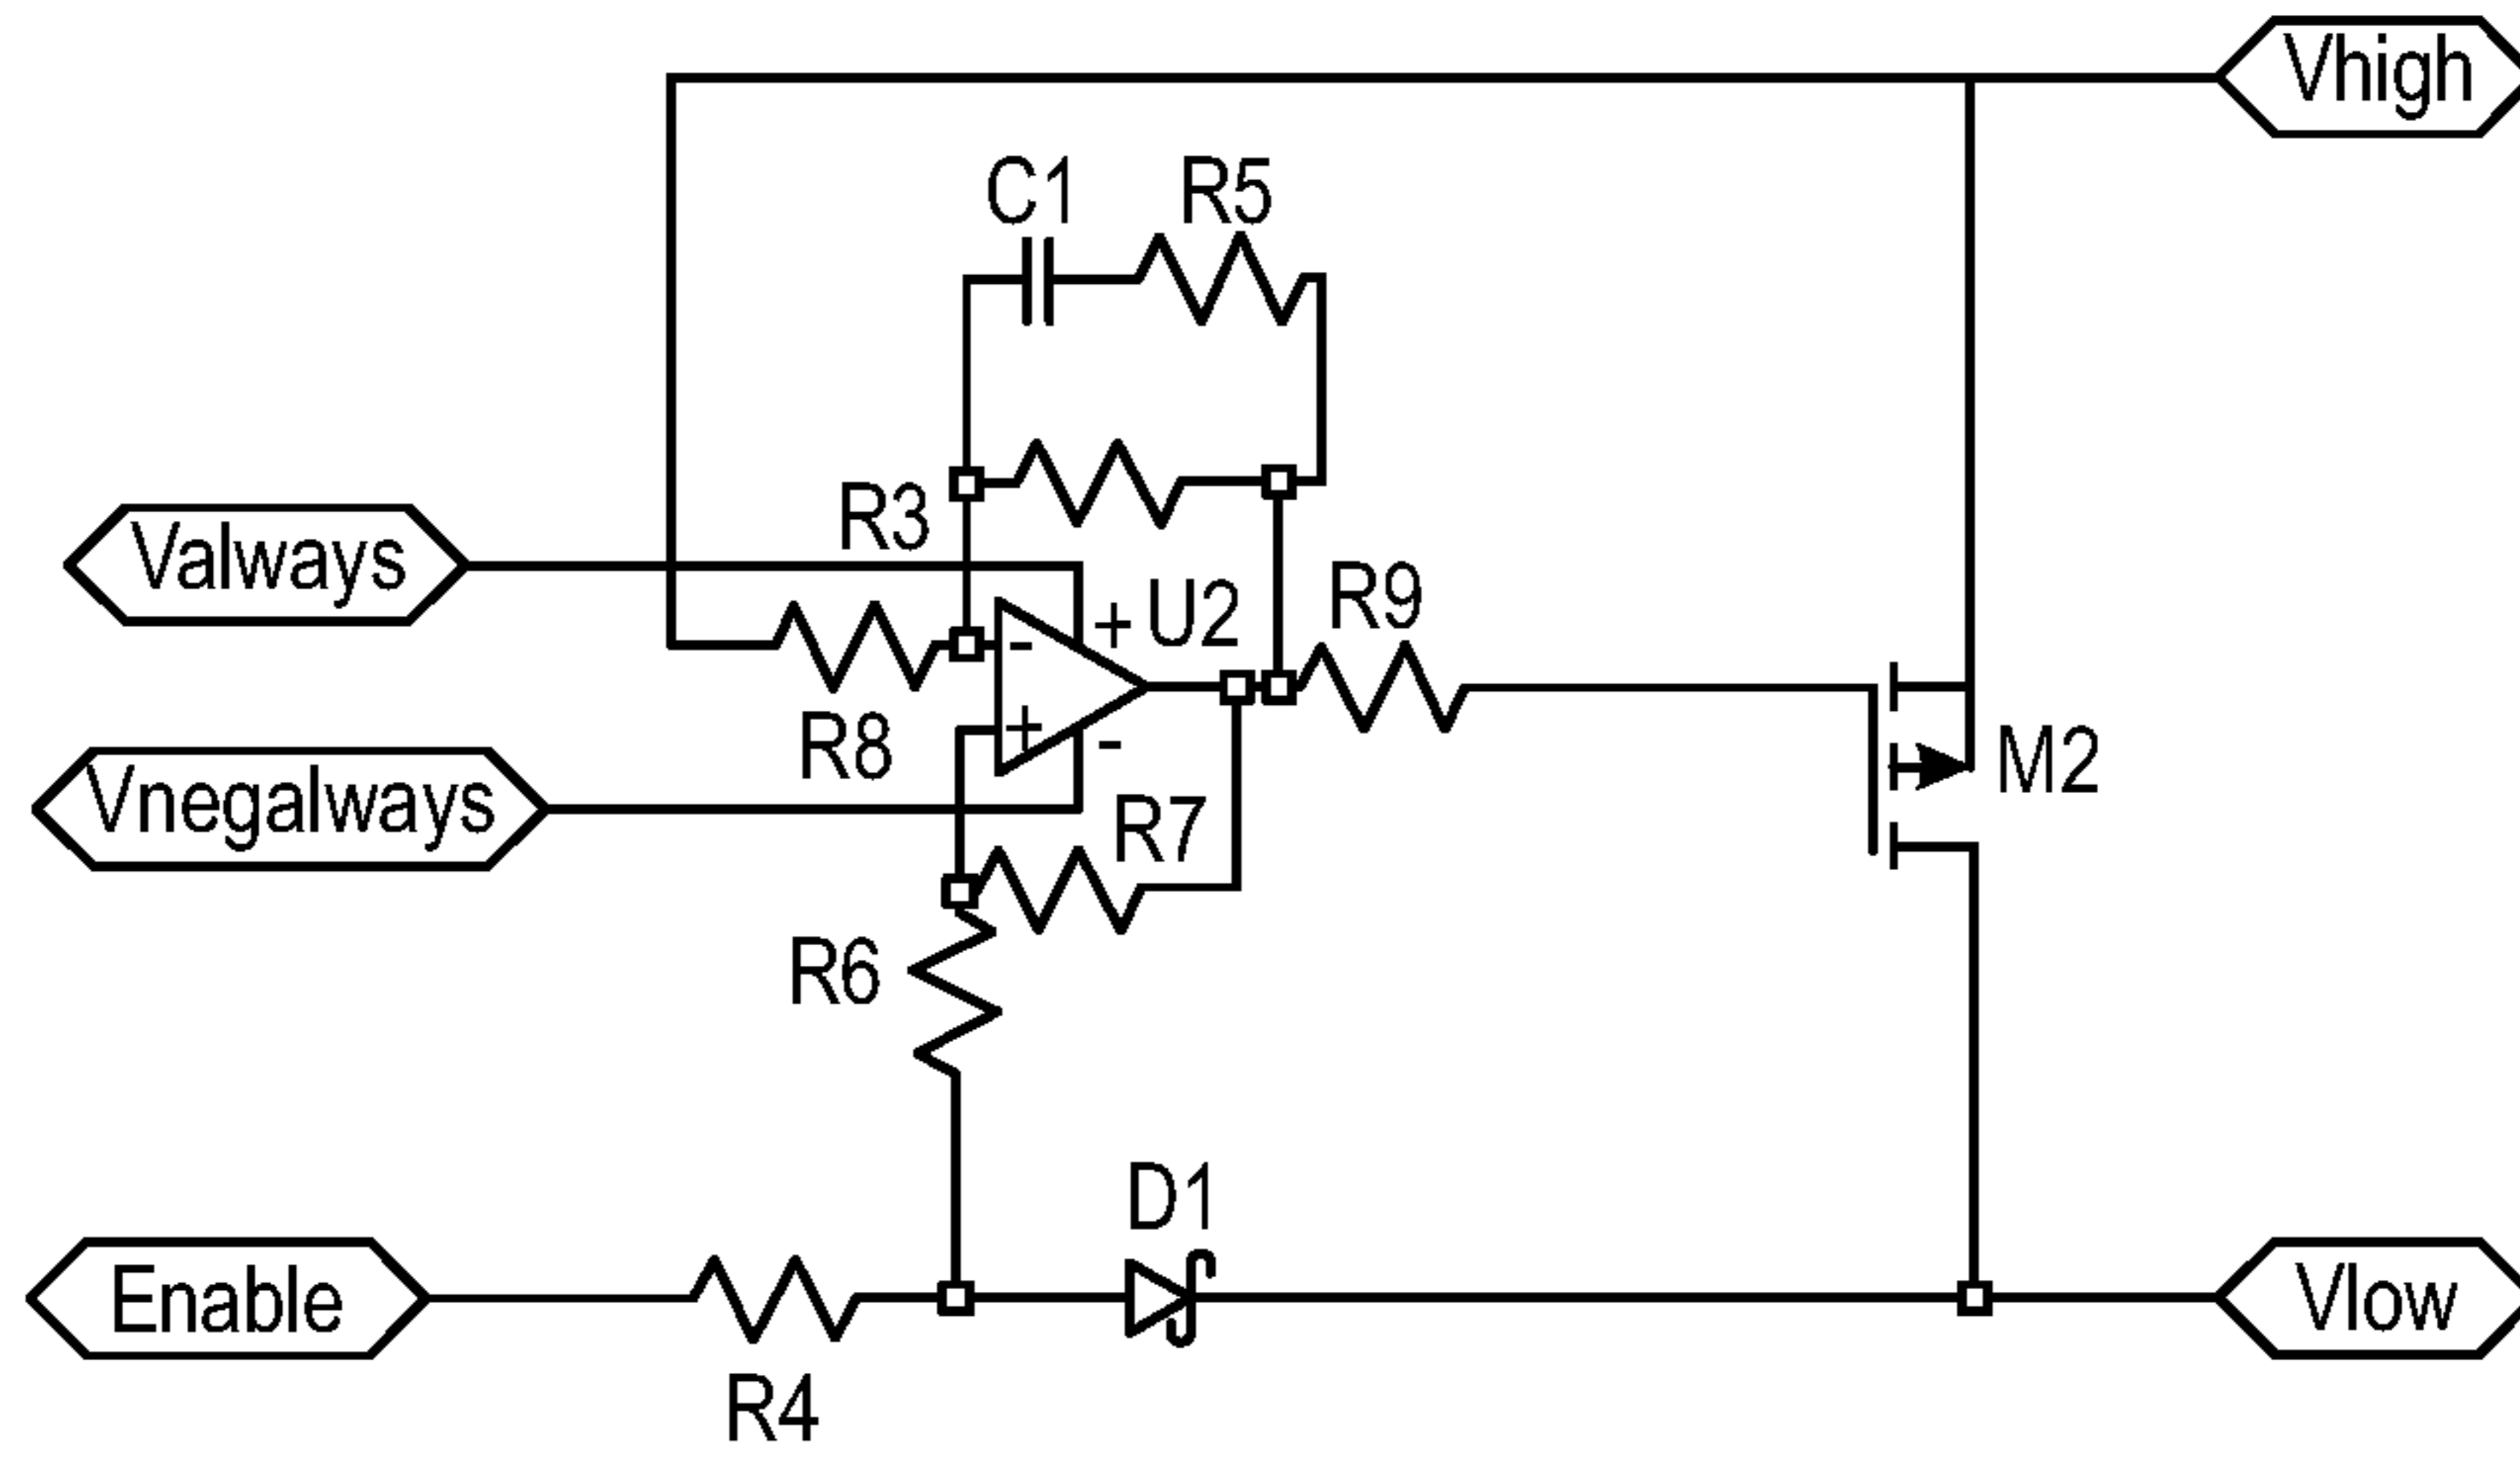 Vhigh
C1
R5
R3
Valways
+
U2
R9
-
R8
+
-
M2
Vnegalways
R7
R6
D1
Enable
Vlow
R4